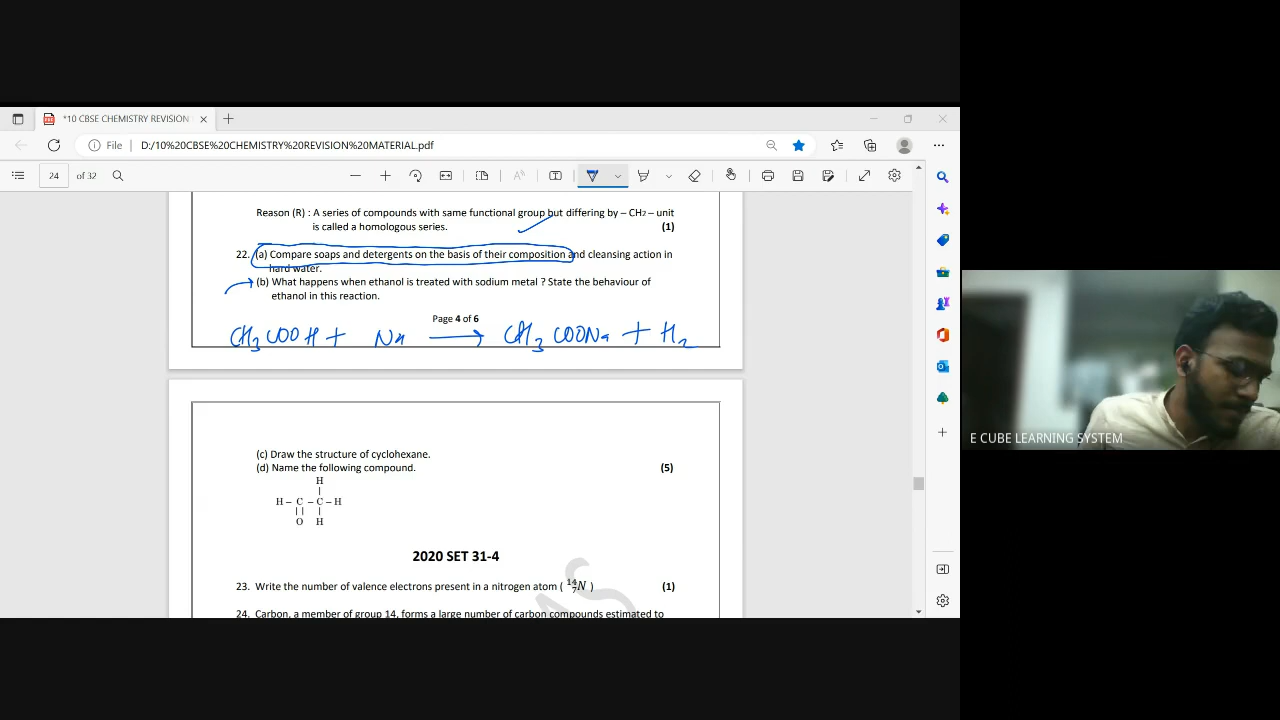 *10 CBSE CHEMISTRY REVISION
File
D:/10%20CBSE%20CHEMISTRY%20REVISION%20MATERIAL.pdf
24 of 32
Reason (R) : A series of compounds with same functional group but differing by – CH2 – unit
is called a homologous series. (1)
22. (a) Compare soaps and detergents on the basis of their composition and cleansing action in
hard water.
(b) What happens when ethanol is treated with sodium metal ? State the behaviour of
ethanol in this reaction.
Page 4 of 6
CH3 COOH + Na → CH3 COONa + H2
(c) Draw the structure of cyclohexane.
(d) Name the following compound. (5)
H
H – C – C – H
O H
2020 SET 31-4
23. Write the number of valence electrons present in a nitrogen atom ( 14 7 N ) (1)
24. Carbon, a member of group 14, forms a large number of carbon compounds estimated to
E CUBE LEARNING SYSTEM